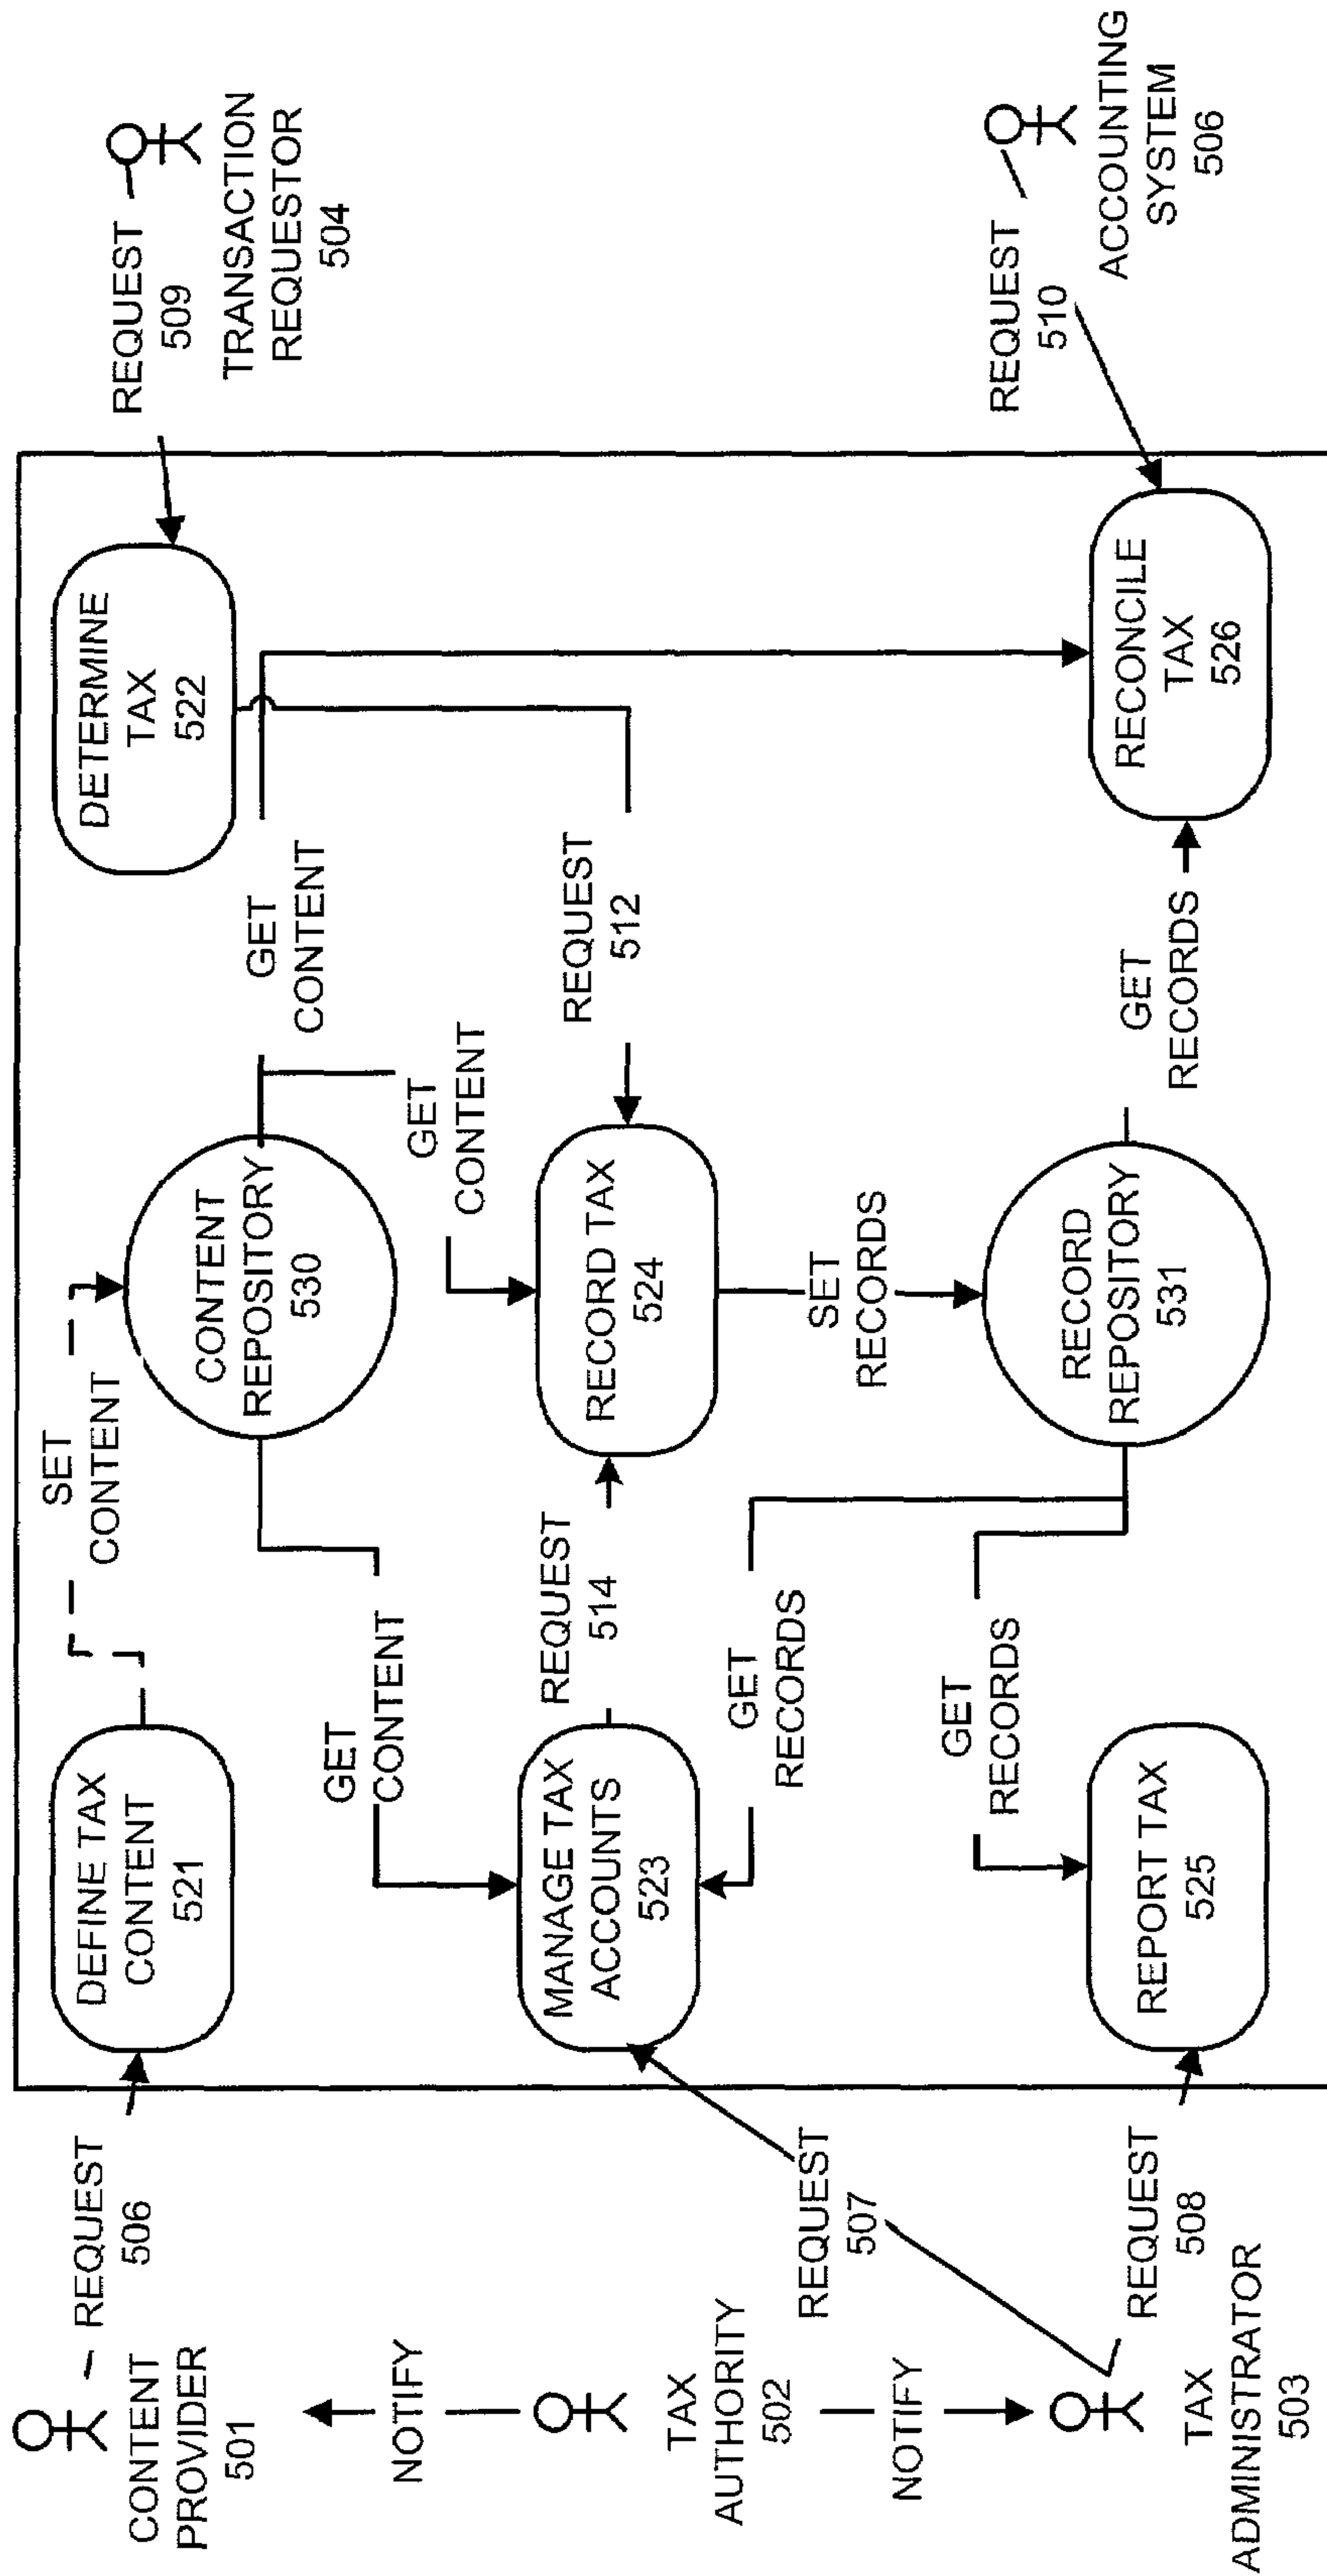 CONTENT
PROVIDER
501
REQUEST
506
NOTIFY
TAX
AUTHORITY
502
NOTIFY
TAX
ADMINISTRATOR
503
REQUEST
507
REQUEST
508
DEFINE TAX
CONTENT
521
SET
CONTENT
CONTENT
REPOSITORY
530
GET
CONTENT
DETERMINE
TAX
522
REQUEST
509
TRANSACTION
REQUESTOR
504
GET
CONTENT
GET
CONTENT
MANAGE TAX
ACCOUNTS
523
REQUEST
514
RECORD TAX
524
REQUEST
512
GET
RECORDS
SET
RECORDS
GET
RECORDS
REPORT TAX
525
RECORD
REPOSITORY
531
GET
RECORDS
RECONCILE
TAX
526
REQUEST
510
ACCOUNTING
SYSTEM
506